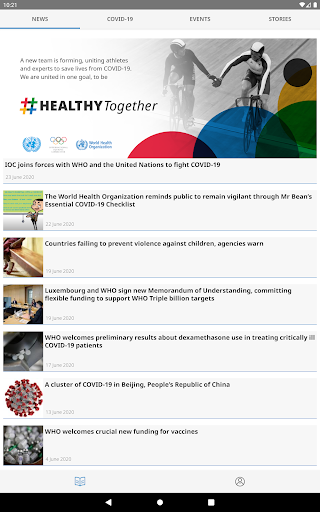 10:21
NEWS COVID-19 EVENTS STORIES
A new team is forming, uniting athletes
and experts to save lives from COVID-19.
We are united in one goal, to be
#HEALTHY Together
World Health
Organization
IOC joins forces with WHO and the United Nations to fight COVID-19
23 June 2020
The World Health Organization reminds public to remain vigilant through Mr Bean's
Essential COVID-19 Checklist
22 June 2020
Countries failing to prevent violence against children, agencies warn
19 June 2020
Luxembourg and WHO sign new Memorandum of Understanding, committing
flexible funding to support WHO Triple billion targets
19 June 2020
WHO welcomes preliminary results about dexamethasone use in treating critically ill
COVID-19 patients
17 June 2020
A cluster of COVID-19 in Beijing, People's Republic of China
13 June 2020
WHO welcomes crucial new funding for vaccines
4 June 2020